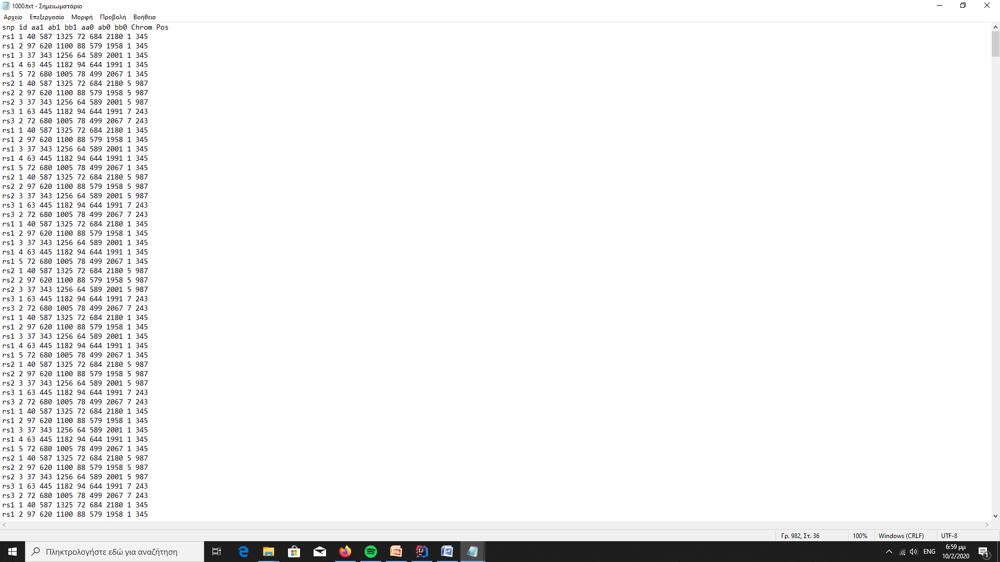 1000.txt - Σημειωματάριο
Αρχείο Επεξεργασία Μορφή Προβολή Βοήθεια
snp id aa1 ab1 bb1 aa0 ab0 bb0 Chrom Pos
rs1 1 40 587 1325 72 684 2180 1 345
rs1 2 97 620 1100 88 579 1958 1 345
rs1 3 37 343 1256 64 589 2001 1 345
rs1 4 63 445 1182 94 644 1991 1 345
rs1 5 72 680 1005 78 499 2067 1 345
rs2 1 40 587 1325 72 684 2180 5 987
rs2 2 97 620 1100 88 579 1958 5 987
rs2 3 37 343 1256 64 589 2001 5 987
rs3 1 63 445 1182 94 644 1991 7 243
rs3 2 72 680 1005 78 499 2067 7 243
rs1 1 40 587 1325 72 684 2180 1 345
rs1 2 97 620 1100 88 579 1958 1 345
rs1 3 37 343 1256 64 589 2001 1 345
rs1 4 63 445 1182 94 644 1991 1 345
rs1 5 72 680 1005 78 499 2067 1 345
rs2 1 40 587 1325 72 684 2180 5 987
rs2 2 97 620 1100 88 579 1958 5 987
rs2 3 37 343 1256 64 589 2001 5 987
rs3 1 63 445 1182 94 644 1991 7 243
rs3 2 72 680 1005 78 499 2067 7 243
rs1 1 40 587 1325 72 684 2180 1 345
rs1 2 97 620 1100 88 579 1958 1 345
rs1 3 37 343 1256 64 589 2001 1 345
rs1 4 63 445 1182 94 644 1991 1 345
rs1 5 72 680 1005 78 499 2067 1 345
rs2 1 40 587 1325 72 684 2180 5 987
rs2 2 97 620 1100 88 579 1958 5 987
rs2 3 37 343 1256 64 589 2001 5 987
rs3 1 63 445 1182 94 644 1991 7 243
rs3 2 72 680 1005 78 499 2067 7 243
rs1 1 40 587 1325 72 684 2180 1 345
rs1 2 97 620 1100 88 579 1958 1 345
rs1 3 37 343 1256 64 589 2001 1 345
rs1 4 63 445 1182 94 644 1991 1 345
rs1 5 72 680 1005 78 499 2067 1 345
rs2 1 40 587 1325 72 684 2180 5 987
rs2 2 97 620 1100 88 579 1958 5 987
rs2 3 37 343 1256 64 589 2001 5 987
rs3 1 63 445 1182 94 644 1991 7 243
rs3 2 72 680 1005 78 499 2067 7 243
rs1 1 40 587 1325 72 684 2180 1 345
rs1 2 97 620 1100 88 579 1958 1 345
rs1 3 37 343 1256 64 589 2001 1 345
rs1 4 63 445 1182 94 644 1991 1 345
rs1 5 72 680 1005 78 499 2067 1 345
rs2 1 40 587 1325 72 684 2180 5 987
rs2 2 97 620 1100 88 579 1958 5 987
rs2 3 37 343 1256 64 589 2001 5 987
rs3 1 63 445 1182 94 644 1991 7 243
rs3 2 72 680 1005 78 499 2067 7 243
rs1 1 40 587 1325 72 684 2180 1 345
rs1 2 97 620 1100 88 579 1958 1 345
Γρ. 982, Στ. 36 100% Windows (CRLF) UTF-8
Πληκτρολογήστε εδώ για αναζήτηση
ENG
6:59 μμ
10/2/2020
1